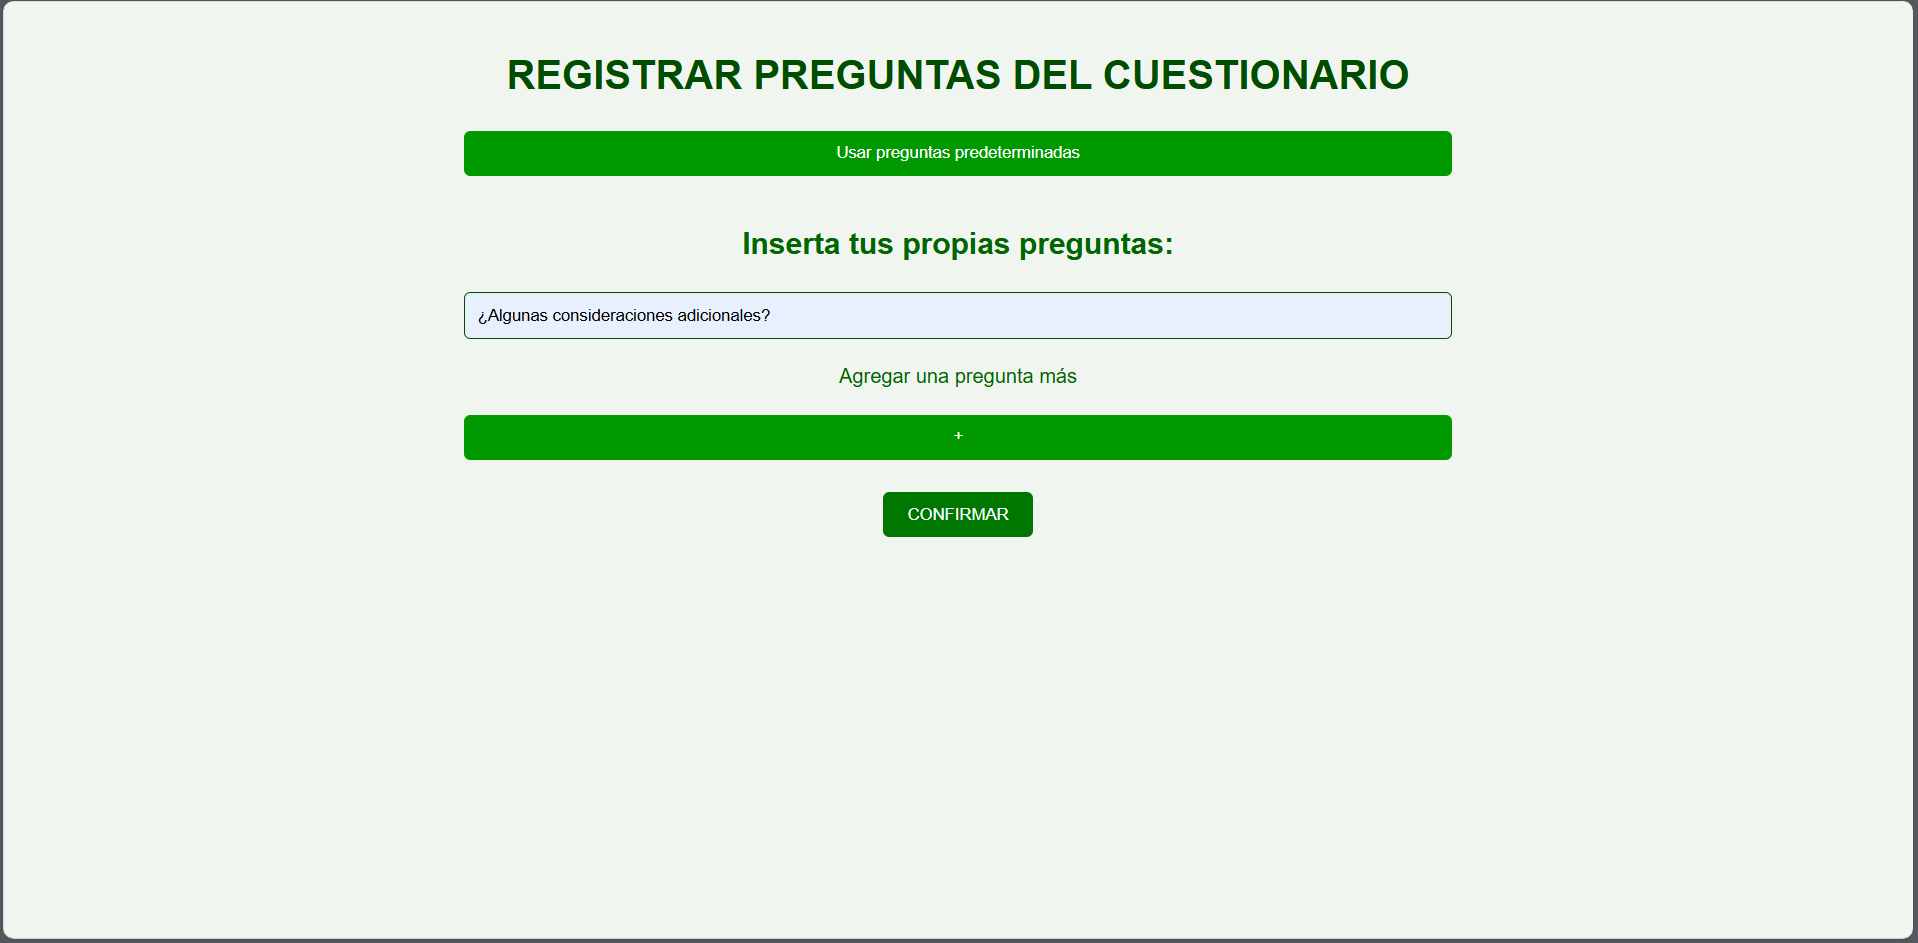 REGISTRAR PREGUNTAS DEL CUESTIONARIO
Usar preguntas predeterminadas
Inserta tus propias preguntas:
¿Algunas consideraciones adicionales?
Agregar una pregunta más
+
CONFIRMAR